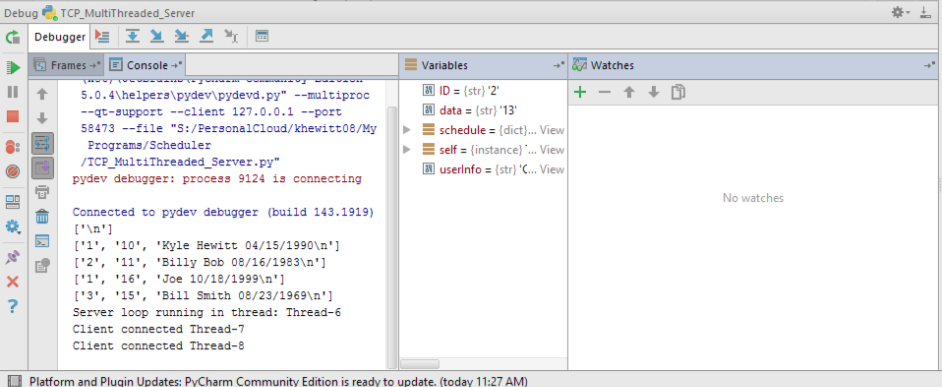 Debug TCP_MultiThreaded_Server
Debugger
Frames Console Variables Watches
5.0.4\helpers\pydev\pydevd.py" --multiproc
--qt-support --client 127.0.0.1 --port
58473 --file "S:/PersonalCloud/khewitt08/My
Programs/Scheduler
/TCP_MultiThreaded_Server.py"
pydev debugger: process 9124 is connecting
Connected to pydev debugger (build 143.1919)
['\n']
['1', '10', 'Kyle Hewitt 04/15/1990\n']
['2', '11', 'Billy Bob 08/16/1983\n']
['1', '16', 'Joe 10/18/1999\n']
['3', '15', 'Bill Smith 08/23/1969\n']
Server loop running in thread: Thread-6
Client connected Thread-7
Client connected Thread-8
ID = {str} '2'
data = {str} '13'
schedule = {dict}... View
self = {instance} '... View
userInfo = {str} 'C... View
No watches
Platform and Plugin Updates: PyCharm Community Edition is ready to update. (today 11:27 AM)